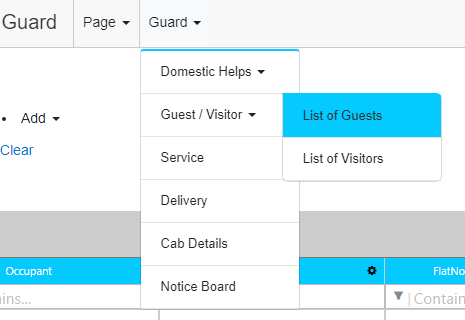 Guard Page Guard
Domestic Helps
Add Guest / Visitor List of Guests
Clear Service List of Visitors
Delivery
Cab Details
Occupant FlatNo
ins... Notice Board Contain